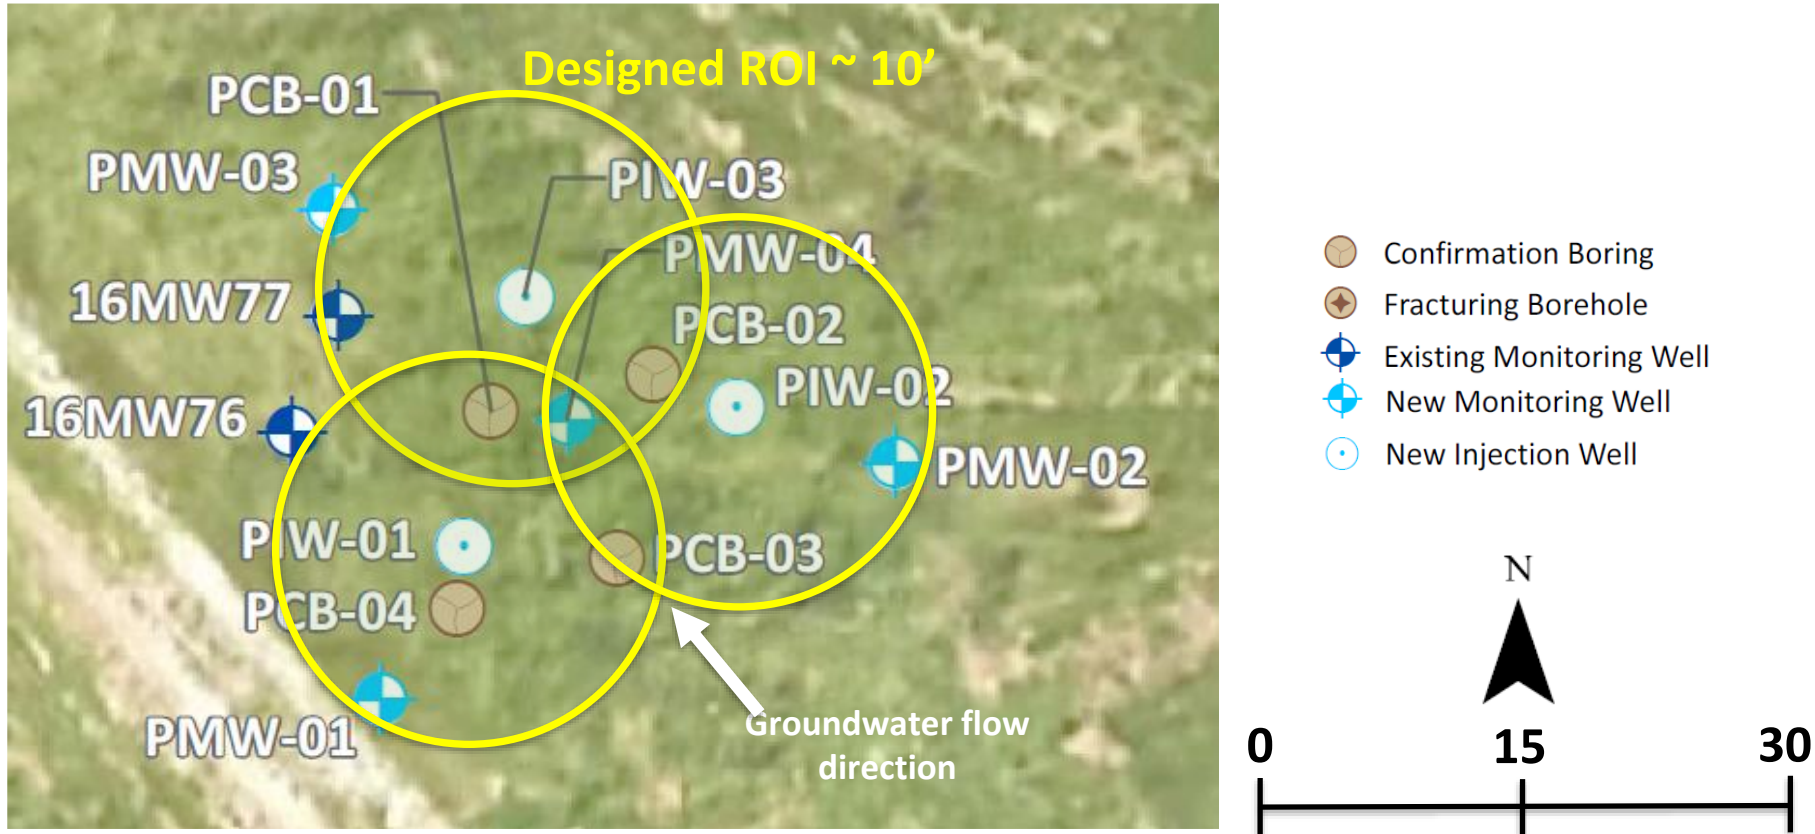 Designed ROI ~ 10’
PCB-01
PMW-03
PIW-03
PMW-04
16MW77
PCB-02
PIW-02
16MW76
PMW-02
PIW-01
PCB-03
PCB-04
PMW-01
Groundwater flow
direction
Confirmation Boring
Fracturing Borehole
Existing Monitoring Well
New Monitoring Well
New Injection Well
N
0 15 30